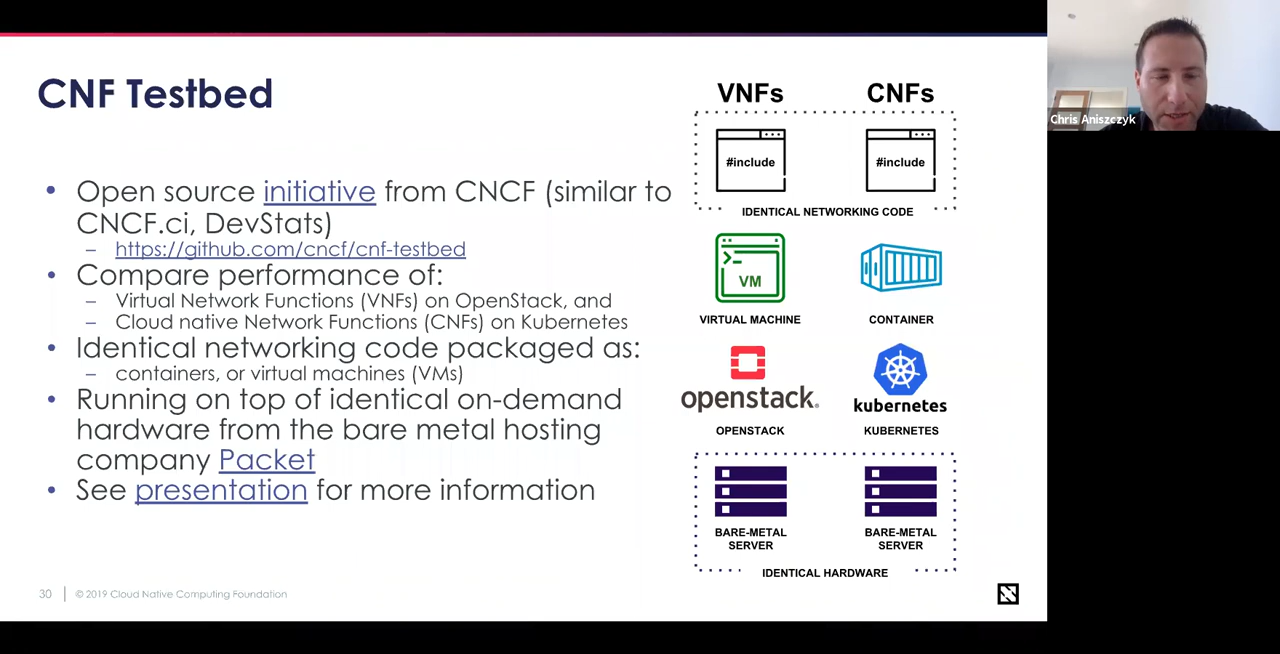 CNF Testbed
• Open source initiative from CNCF (similar to
CNCF.ci, DevStats)
– https://github.com/cncf/cnf-testbed
• Compare performance of:
– Virtual Network Functions (VNFs) on OpenStack, and
– Cloud native Network Functions (CNFs) on Kubernetes
• Identical networking code packaged as:
– containers, or virtual machines (VMs)
• Running on top of identical on-demand
hardware from the bare metal hosting
company Packet
• See presentation for more information
VNFs CNFs
#include #include
IDENTICAL NETWORKING CODE
>_
VM
VIRTUAL MACHINE CONTAINER
openstack. kubernetes
OPENSTACK KUBERNETES
BARE-METAL BARE-METAL
SERVER SERVER
IDENTICAL HARDWARE
30 | © 2019 Cloud Native Computing Foundation
Chris Aniszczyk